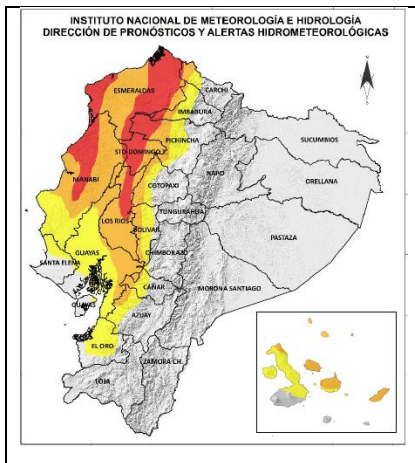 INSTITUTO NACIONAL DE METEOROLOGÍA E HIDROLOGÍA
DIRECCIÓN DE PRONÓSTICOS Y ALERTAS HIDROMETEOROLÓGICAS
ESMERALDAS
CARCHI
IMBABURA
PICHINCHA
SUCUMBIOS
STO DOMINGO T.
MANABI
NAPO
ORELLANA
COTOPAXI
TUNGURAHUA
LOS RIOS
BOLIVAR
PASTAZA
GUAYAS
CHIMBORAZO
SANTA ELENA
MORONA SANTIAGO
CAÑAR
GUAYAS
AZUAY
EL ORO
ZAMORA CH.
LOJA